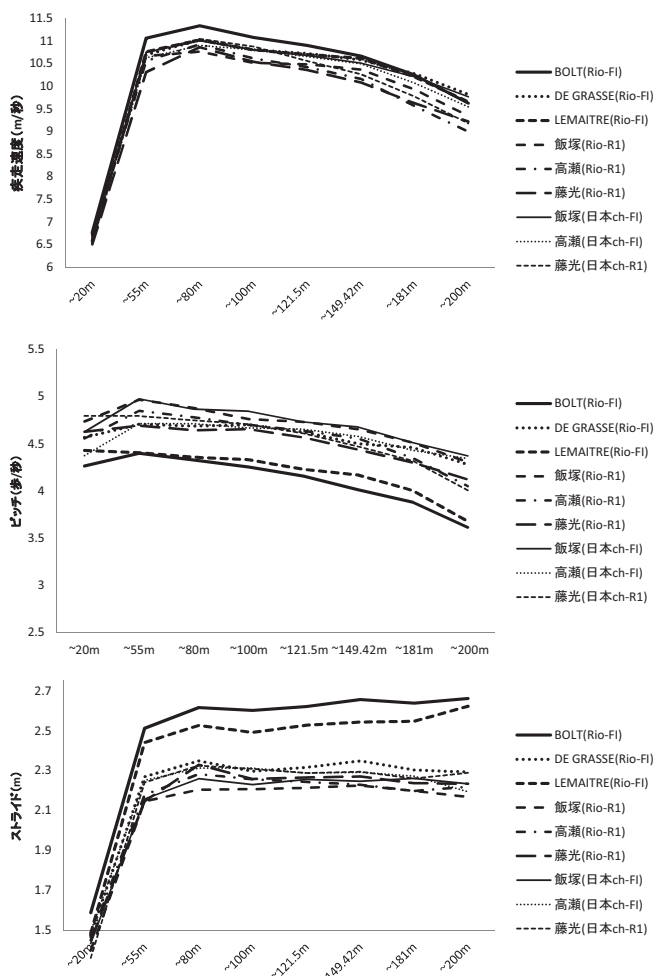 11.5
11
10.5
10
9.5
9
8.5
8
7.5
7
6.5
6
疾走速度(m/秒)
~20m
~55m
~80m
~100m
~121.5m
~149.42m
~181m
~200m
BOLT(Rio-FI)
DE GRASSE(Rio-FI)
LEMAITRE(Rio-FI)
飯塚(Rio-R1)
高瀬(Rio-R1)
藤光(Rio-R1)
飯塚(日本ch-FI)
高瀬(日本ch-FI)
藤光(日本ch-R1)
5.5
5
4.5
4
3.5
3
2.5
ピッチ(歩/秒)
~20m ~55m ~80m ~100m ~121.5m ~149.42m ~181m ~200m
BOLT(Rio-FI)
DE GRASSE(Rio-FI)
LEMAITRE(Rio-FI)
飯塚(Rio-R1)
高瀬(Rio-R1)
藤光(Rio-R1)
飯塚(日本ch-FI)
高瀬(日本ch-FI)
藤光(日本ch-R1)
2.7
2.5
2.3
2.1
1.9
1.7
1.5
ストライド(m)
~20m
~55m
~80m
~100m
~121.5m
~149.42m
~181m
~200m
BOLT(Rio-FI)
DE GRASSE(Rio-FI)
LEMAITRE(Rio-FI)
飯塚(Rio-R1)
高瀬(Rio-R1)
藤光(Rio-R1)
飯塚(日本ch-FI)
高瀬(日本ch-FI)
藤光(日本ch-R1)